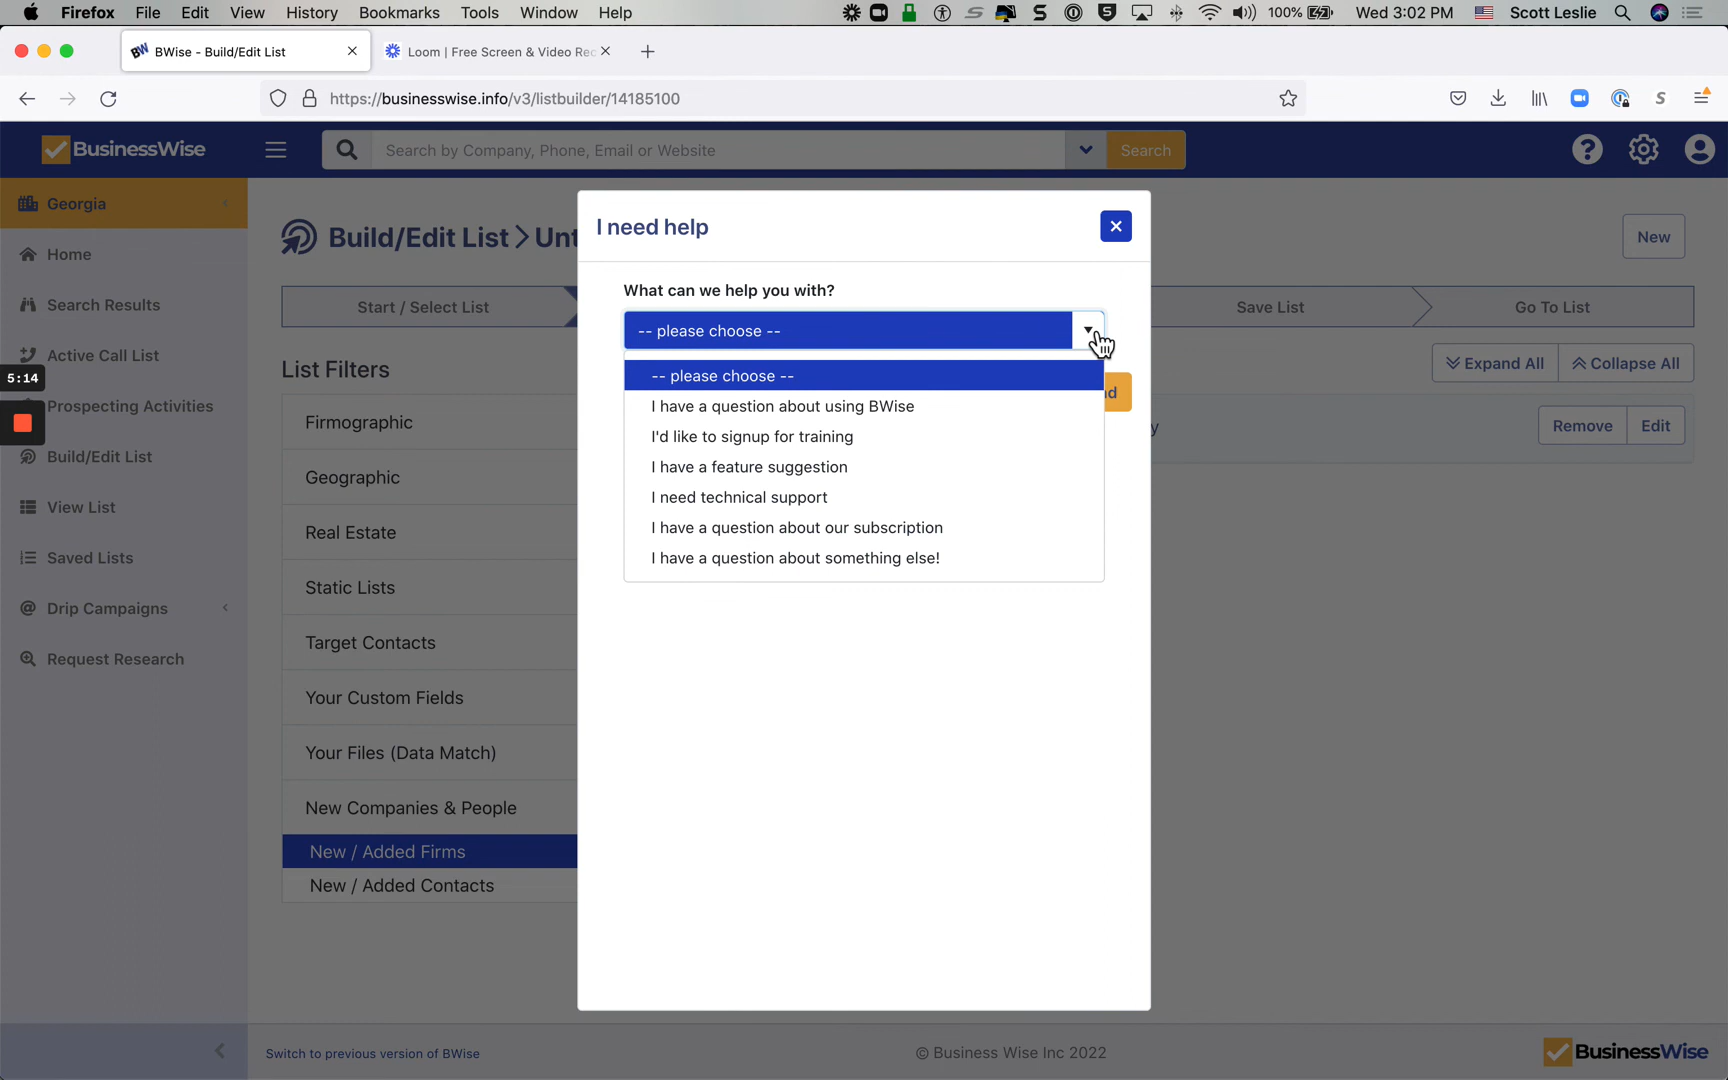 Firefox File Edit View History Bookmarks Tools Window Help
100% Wed 3:02 PM Scott Leslie
BWise - Build/Edit List
Loom | Free Screen & Video Rec
https://businesswise.info/v3/listbuilder/14185100
BusinessWise
Search by Company, Phone, Email or Website
Search
Georgia
Home
Search Results
Active Call List
5:14
Prospecting Activities
Build/Edit List
View List
Saved Lists
Drip Campaigns
Request Research
Build/Edit List > Unt
New
Start / Select List
Save List
Go To List
List Filters
Expand All
Collapse All
Firmographic
Remove
Edit
Geographic
Real Estate
Static Lists
Target Contacts
Your Custom Fields
Your Files (Data Match)
New Companies & People
New / Added Firms
New / Added Contacts
I need help
What can we help you with?
-- please choose --
-- please choose --
I have a question about using BWise
I'd like to signup for training
I have a feature suggestion
I need technical support
I have a question about our subscription
I have a question about something else!
Switch to previous version of BWise
© Business Wise Inc 2022
BusinessWise